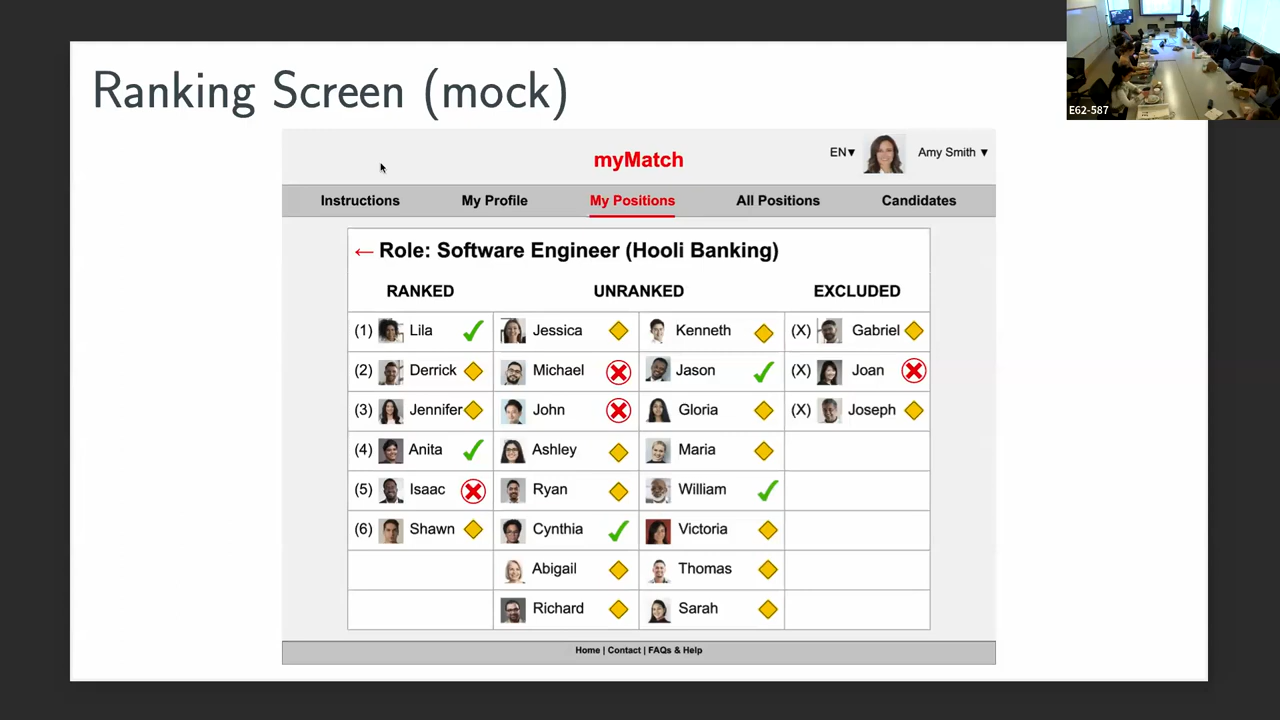 Ranking Screen (mock)
E62-587
myMatch
EN▾
Amy Smith ▾
Instructions My Profile My Positions All Positions Candidates
← Role: Software Engineer (Hooli Banking)
RANKED UNRANKED EXCLUDED
(1) Lila Jessica Kenneth (X) Gabriel
(2) Derrick Michael Jason (X) Joan
(3) Jennifer John Gloria (X) Joseph
(4) Anita Ashley Maria
(5) Isaac Ryan William
(6) Shawn Cynthia Victoria
Abigail Thomas
Richard Sarah
Home | Contact | FAQs & Help